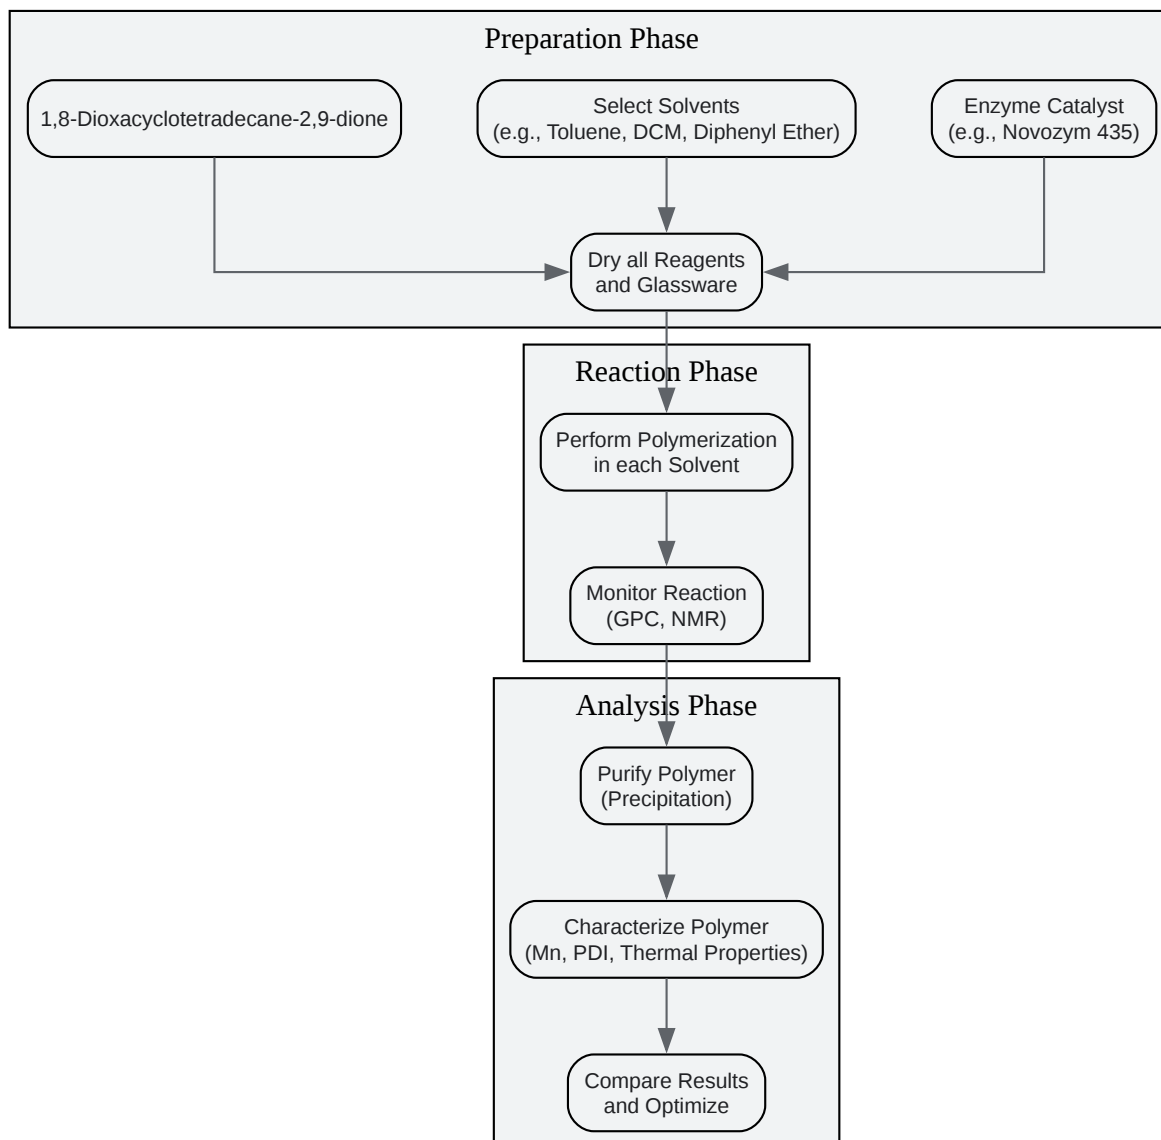 Preparation Phase
1,8-Dioxacyclotetradecane-2,9-dione
Select Solvents
(e.g., Toluene, DCM, Diphenyl Ether)
Enzyme Catalyst
(e.g., Novozym 435)
Dry all Reagents
and Glassware
Reaction Phase
Perform Polymerization
in each Solvent
Monitor Reaction
(GPC, NMR)
Analysis Phase
Purify Polymer
(Precipitation)
Characterize Polymer
(Mn, PDI, Thermal Properties)
Compare Results
and Optimize